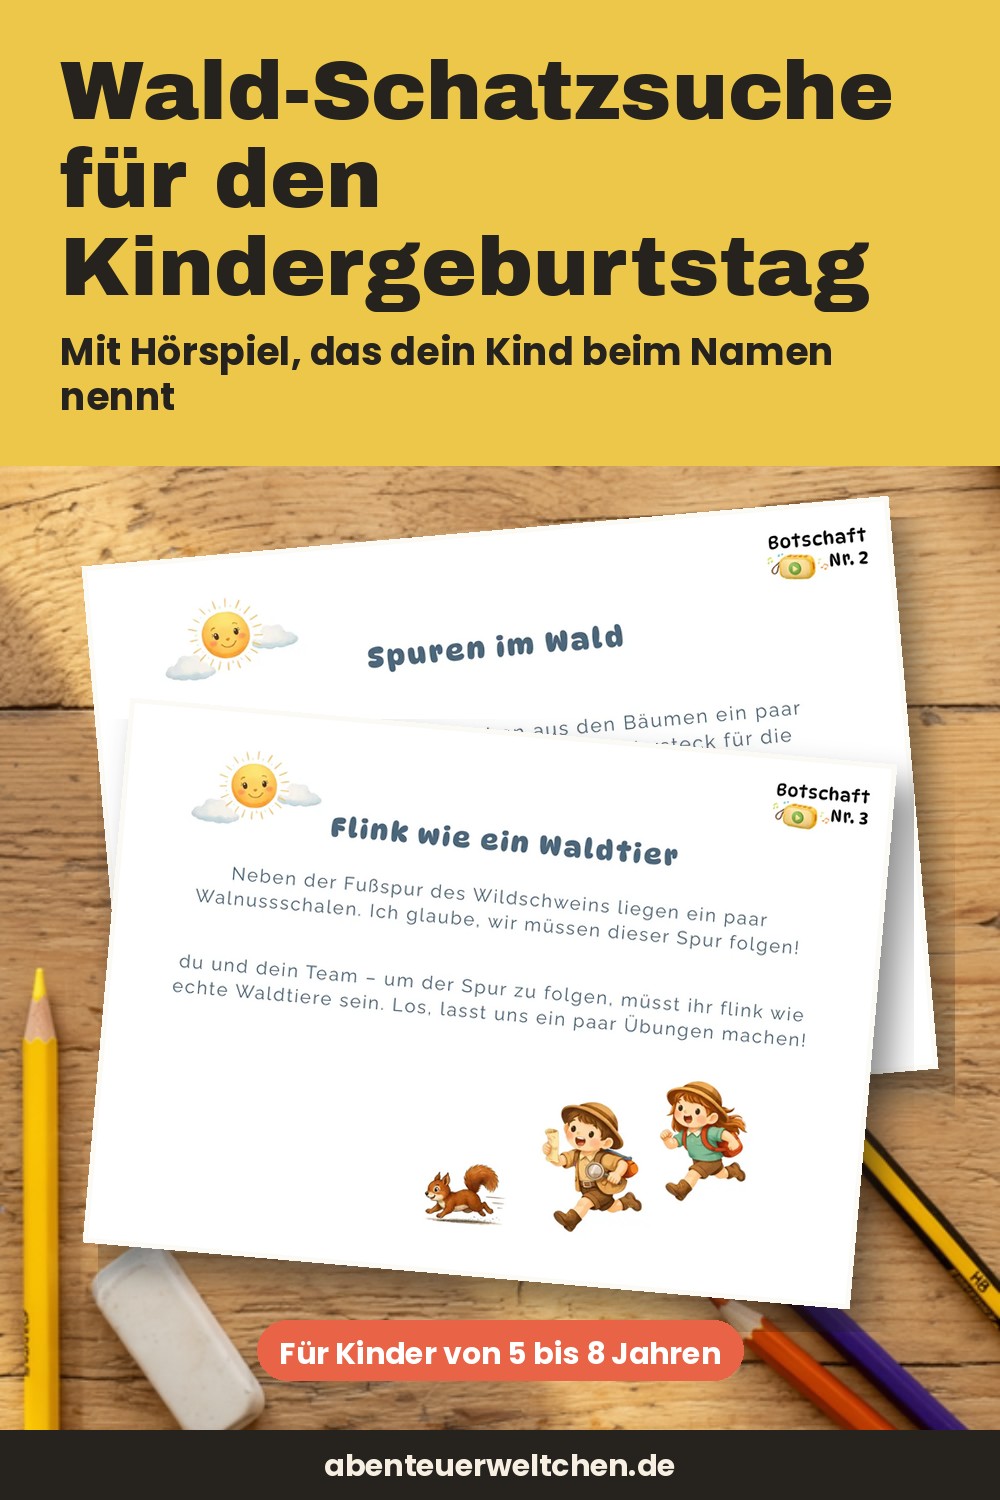 Wald-Schatzsuche
für den
Kindergeburtstag
Mit Hörspiel, das dein Kind beim Namen
nennt
Botschaft
Nr. 2
Spuren im Wald
aus den Bäumen ein paar
für die
Botschaft
Nr. 3
Flink wie ein Waldtier
Neben der Fußspur des Wildschweins liegen ein paar
Walnussschalen. Ich glaube, wir müssen dieser Spur folgen!
du und dein Team – um der Spur zu folgen, müsst ihr flink wie
echte Waldtiere sein. Los, lasst uns ein paar Übungen machen!
HB
Für Kinder von 5 bis 8 Jahren
abenteuerweltchen.de